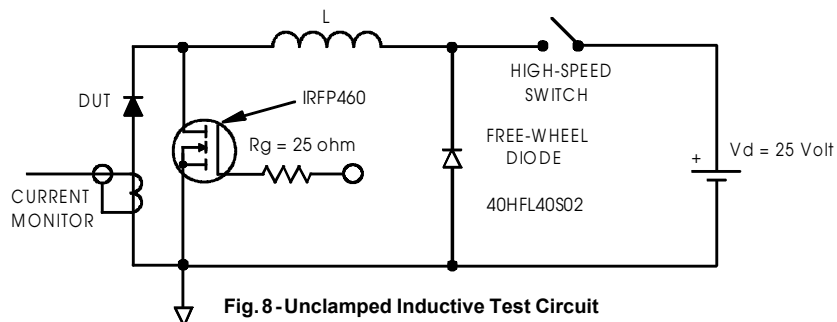 L
HIGH-SPEED
SWITCH
DUT
IRFP460
Rg = 25 ohm
FREE-WHEEL
DIODE
+
Vd = 25 Volt
40HFL40S02
CURRENT
MONITOR
Fig. 8 - Unclamped Inductive Test Circuit